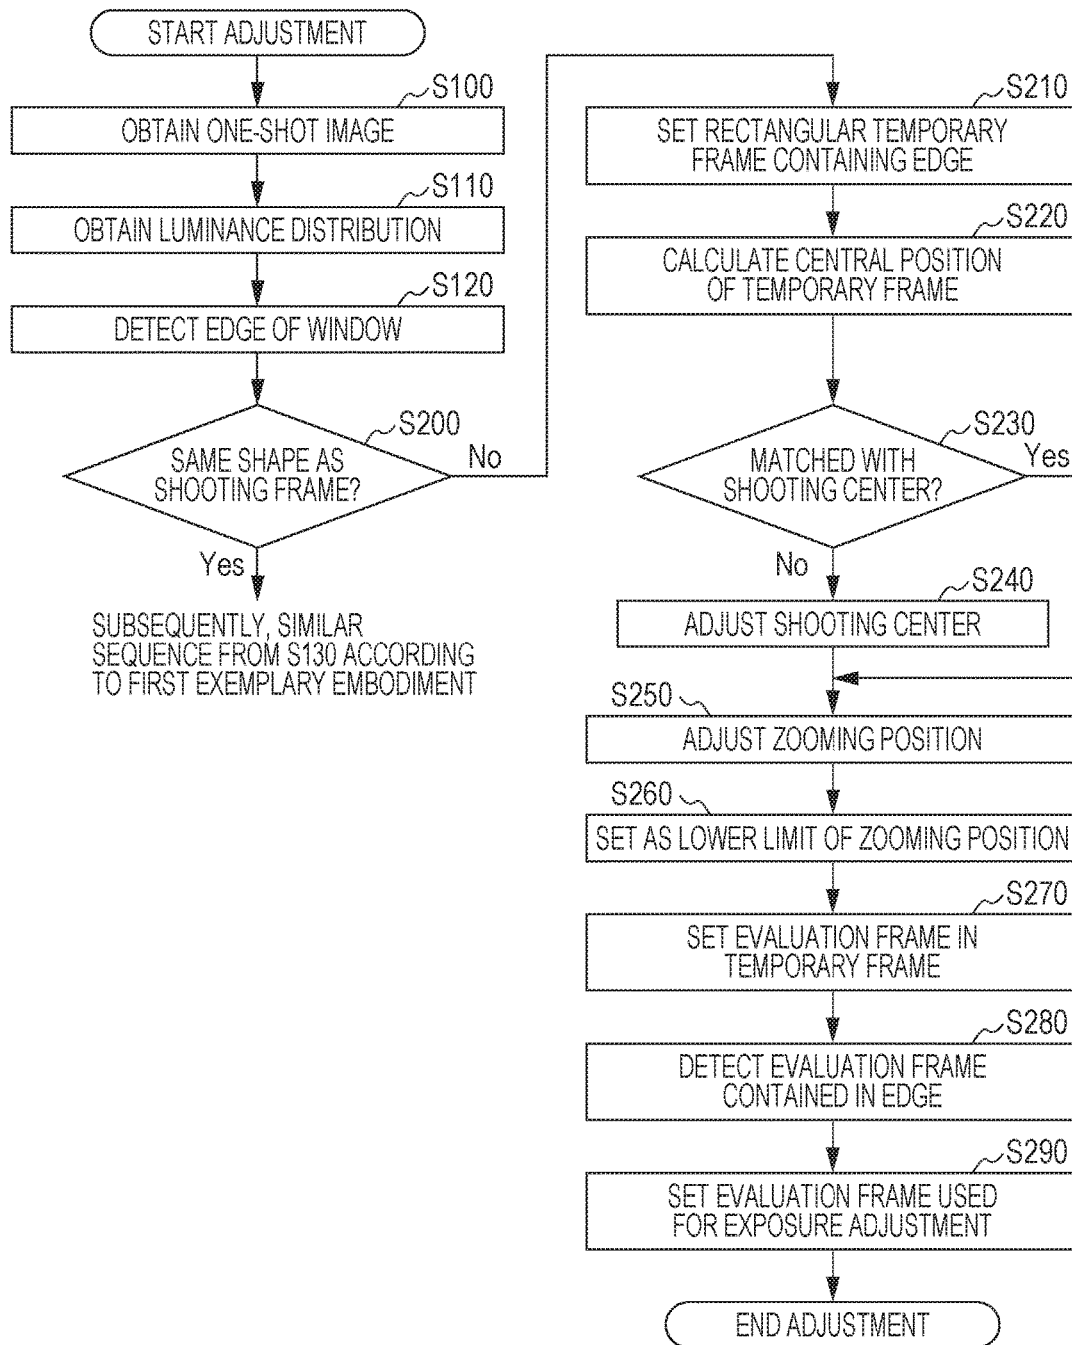 START ADJUSTMENT
S100
OBTAIN ONE-SHOT IMAGE
S110
OBTAIN LUMINANCE DISTRIBUTION
S120
DETECT EDGE OF WINDOW
S200
SAME SHAPE AS
SHOOTING FRAME?
No
Yes
SUBSEQUENTLY, SIMILAR
SEQUENCE FROM S130 ACCORDING
TO FIRST EXEMPLARY EMBODIMENT
S210
SET RECTANGULAR TEMPORARY
FRAME CONTAINING EDGE
S220
CALCULATE CENTRAL POSITION
OF TEMPORARY FRAME
S230
MATCHED WITH
SHOOTING CENTER?
Yes
No
S240
ADJUST SHOOTING CENTER
S250
ADJUST ZOOMING POSITION
S260
SET AS LOWER LIMIT OF ZOOMING POSITION
S270
SET EVALUATION FRAME IN
TEMPORARY FRAME
S280
DETECT EVALUATION FRAME
CONTAINED IN EDGE
S290
SET EVALUATION FRAME USED
FOR EXPOSURE ADJUSTMENT
END ADJUSTMENT